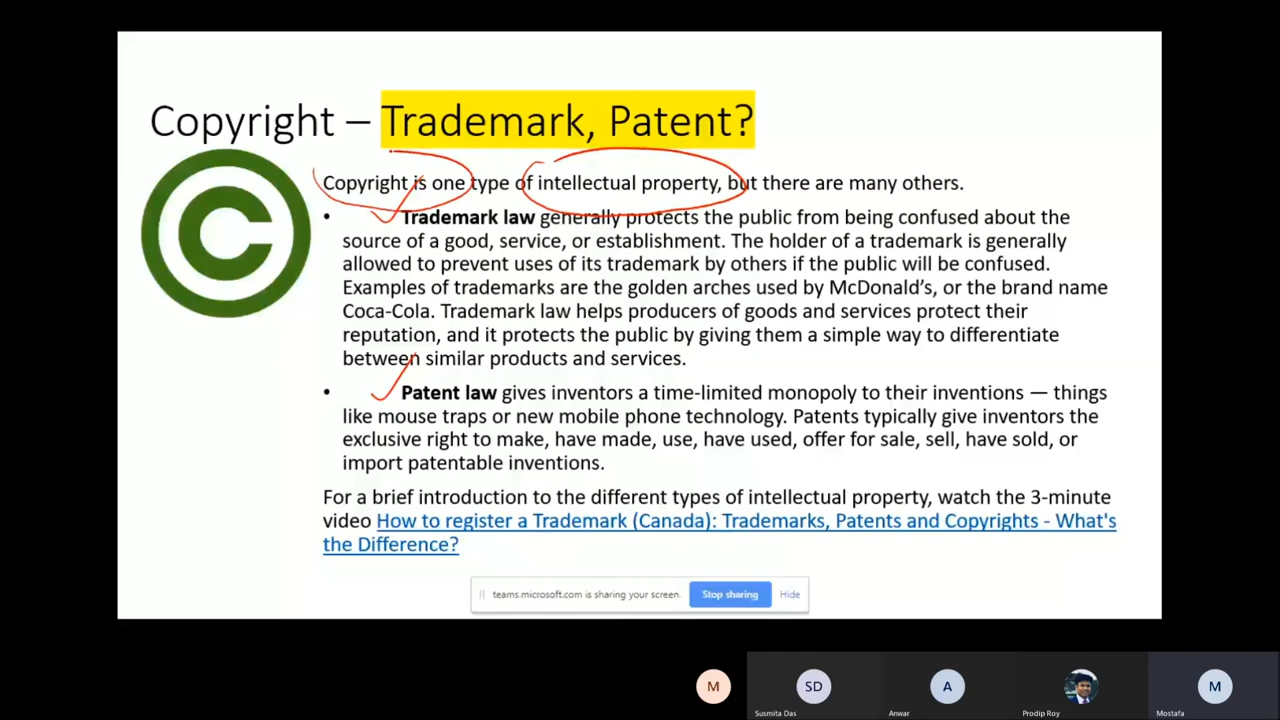 Copyright – Trademark, Patent?
Copyright is one type of intellectual property, but there are many others.
• Trademark law generally protects the public from being confused about the
source of a good, service, or establishment. The holder of a trademark is generally
allowed to prevent uses of its trademark by others if the public will be confused.
Examples of trademarks are the golden arches used by McDonald's, or the brand name
Coca-Cola. Trademark law helps producers of goods and services protect their
reputation, and it protects the public by giving them a simple way to differentiate
between similar products and services.
• Patent law gives inventors a time-limited monopoly to their inventions — things
like mouse traps or new mobile phone technology. Patents typically give inventors the
exclusive right to make, have made, use, have used, offer for sale, sell, have sold, or
import patentable inventions.
For a brief introduction to the different types of intellectual property, watch the 3-minute
video How to register a Trademark (Canada): Trademarks, Patents and Copyrights - What's
the Difference?
teams.microsoft.com is sharing your screen. Stop sharing Hide
M SD A M
Susmita Das Anwar Prodip Roy Mostafa